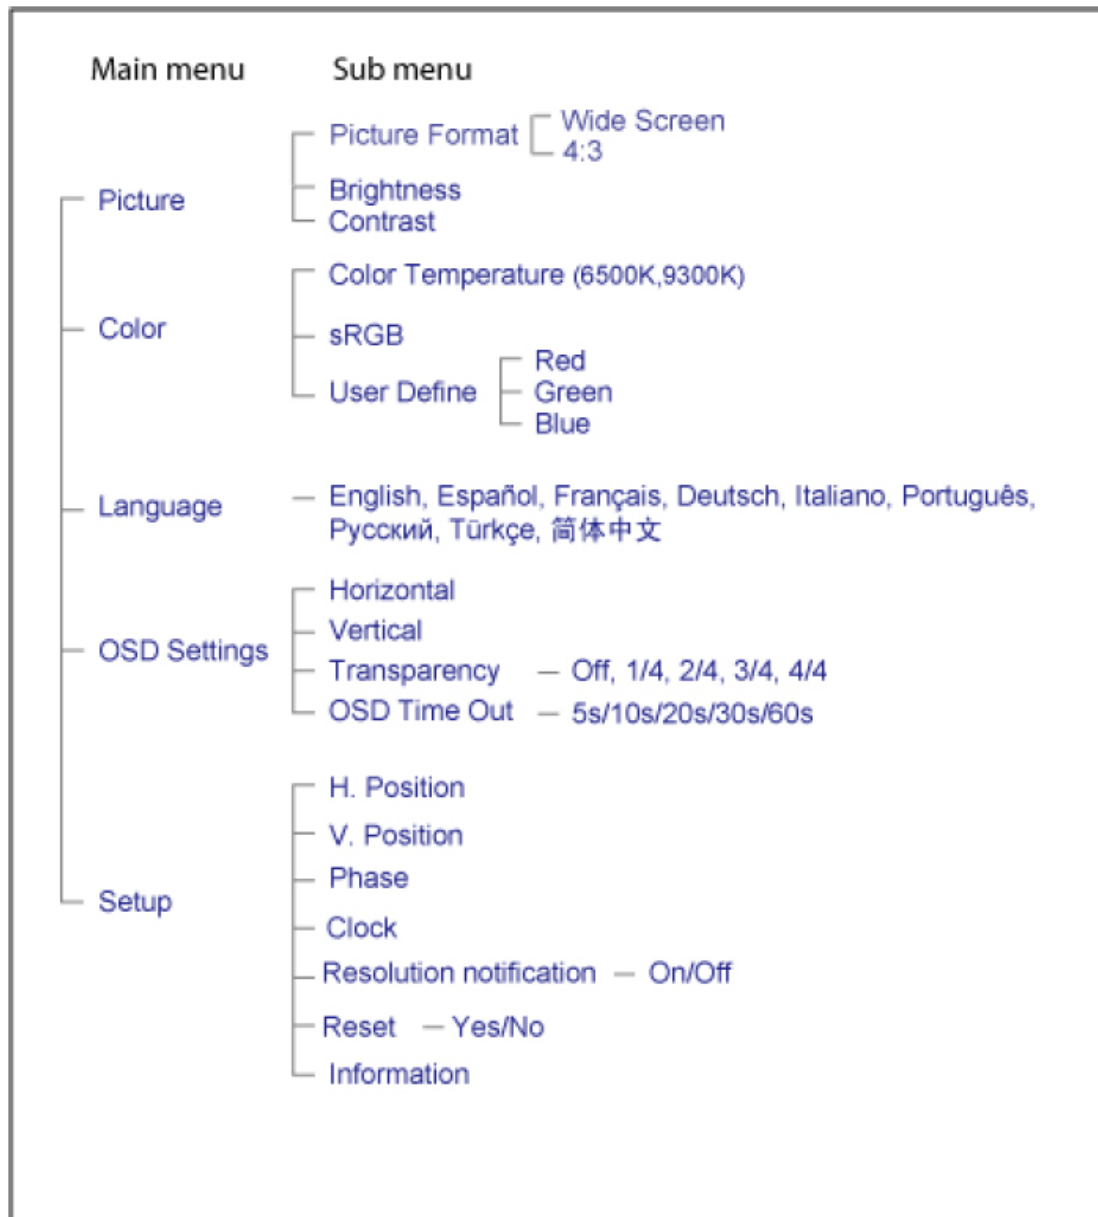 Main menu Sub menu
Picture Format Wide Screen
4:3
Picture Brightness
Contrast
Color Temperature (6500K,9300K)
Color sRGB
Red
User Define Green
Blue
Language English, Español, Français, Deutsch, Italiano, Português,
Русский, Türkçe, 简体中文
Horizontal
Vertical
OSD Settings
Transparency — Off, 1/4, 2/4, 3/4, 4/4
OSD Time Out — 5s/10s/20s/30s/60s
H. Position
V. Position
Phase
Setup
Clock
Resolution notification — On/Off
Reset — Yes/No
Information